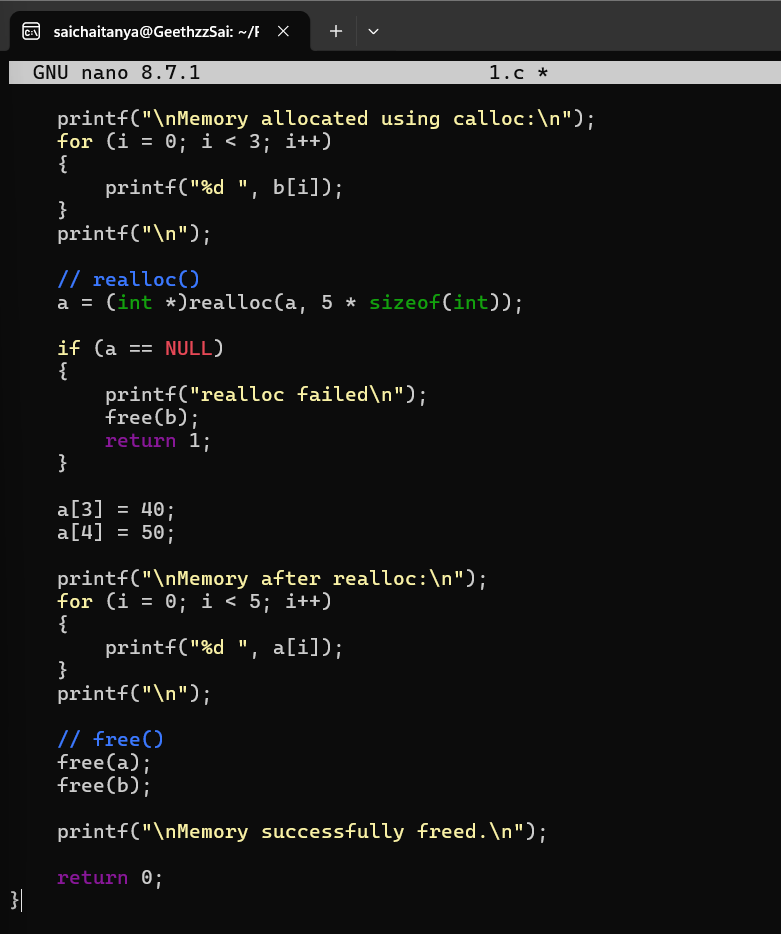 saichaitanya@GeethzzSai: ~/F
GNU nano 8.7.1 1.c *
printf("\nMemory allocated using calloc:\n");
for (i = 0; i < 3; i++)
{
printf("%d ", b[i]);
}
printf("\n");
// realloc()
a = (int *)realloc(a, 5 * sizeof(int));
if (a == NULL)
{
printf("realloc failed\n");
free(b);
return 1;
}
a[3] = 40;
a[4] = 50;
printf("\nMemory after realloc:\n");
for (i = 0; i < 5; i++)
{
printf("%d ", a[i]);
}
printf("\n");
// free()
free(a);
free(b);
printf("\nMemory successfully freed.\n");
return 0;
}